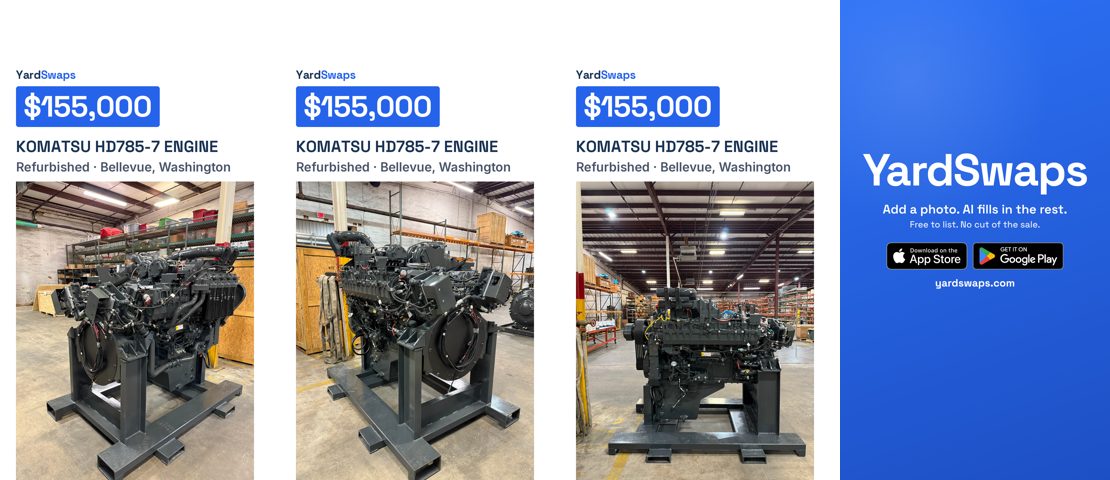 YardSwaps
$155,000
KOMATSU HD785-7 ENGINE
Refurbished · Bellevue, Washington
YardSwaps
$155,000
KOMATSU HD785-7 ENGINE
Refurbished · Bellevue, Washington
YardSwaps
$155,000
KOMATSU HD785-7 ENGINE
Refurbished · Bellevue, Washington
YardSwaps
Add a photo. AI fills in the rest.
Free to list. No cut of the sale.
Download on the
App Store
GET IT ON
Google Play
yardswaps.com